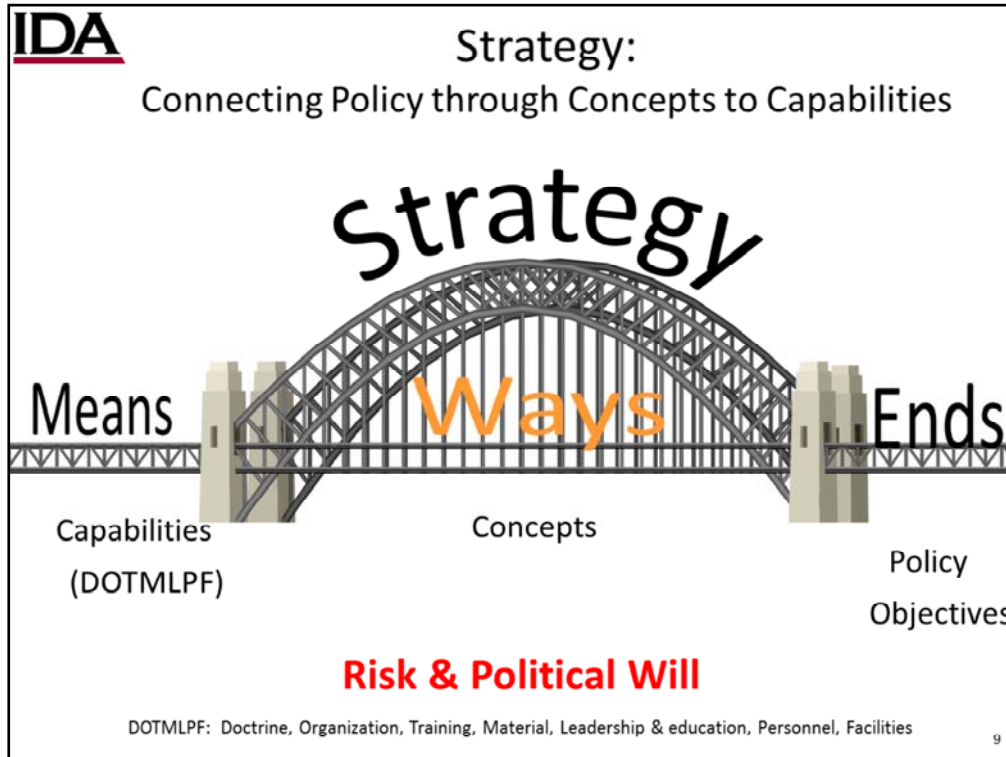 IDA
Strategy:
Connecting Policy through Concepts to Capabilities
Strategy
Means
Ways
Ends
Capabilities
(DOTMLPF)
Concepts
Policy
Objectives
Risk & Political Will
DOTMLPF: Doctrine, Organization, Training, Material, Leadership & education, Personnel, Facilities
9